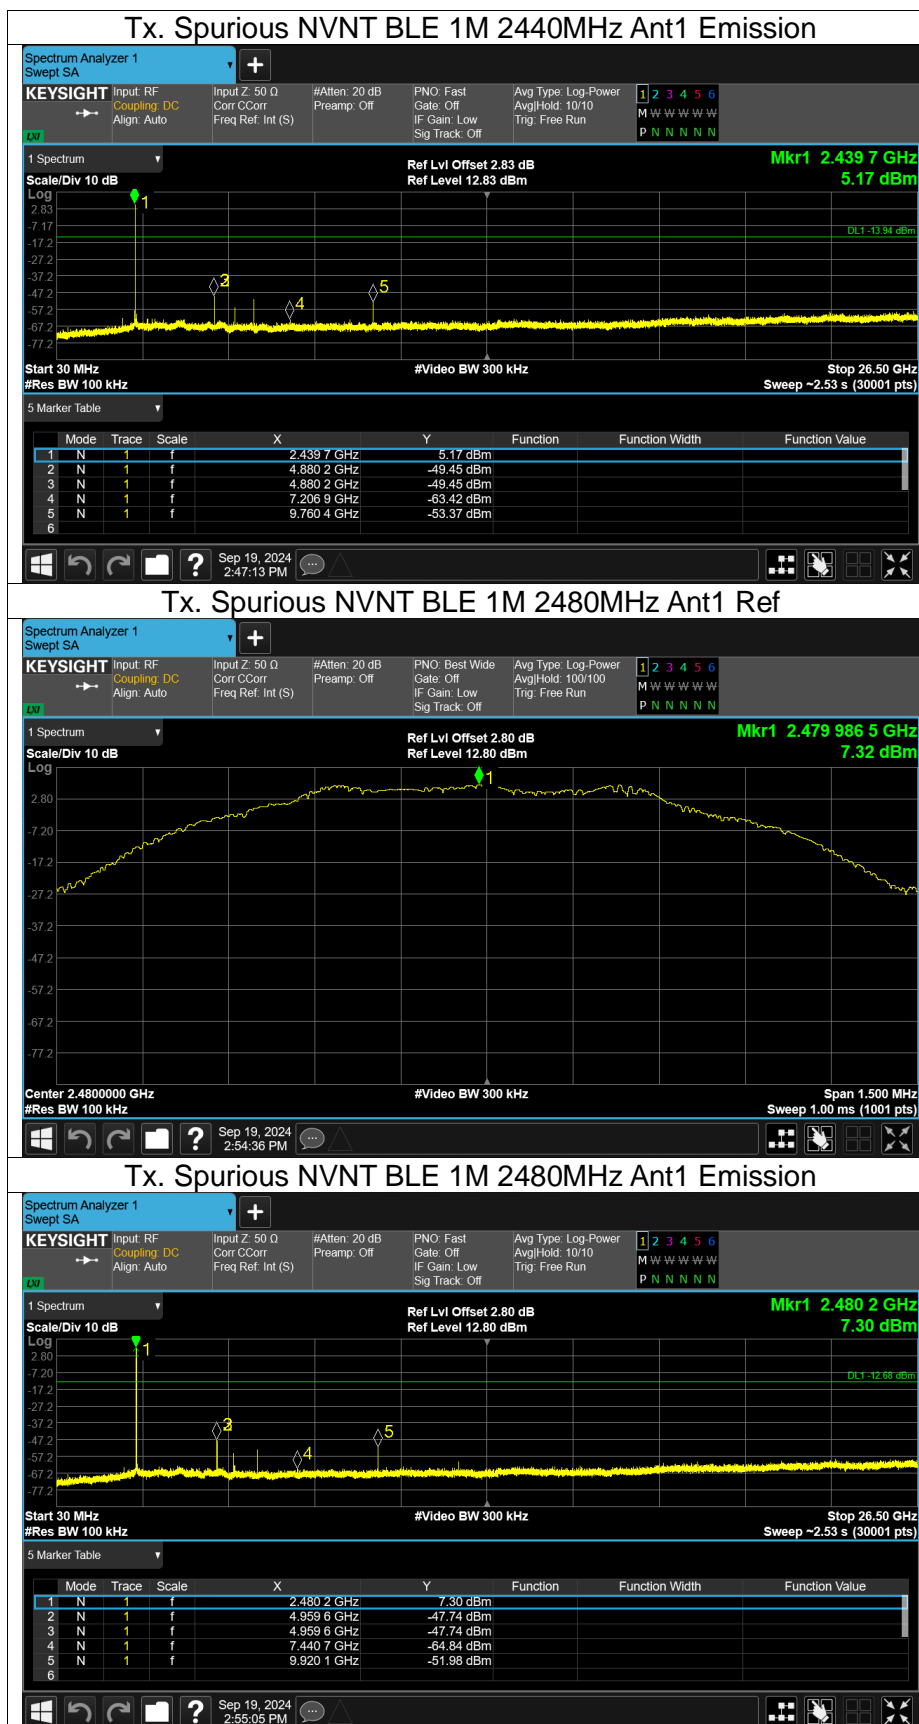 Tx. Spurious NVNT BLE 1M 2440MHz Ant1 Emission
Spectrum Analyzer 1
Swept SA
+
KEYSIGHT Input: RF Input Z: 50 Ω #Atten: 20 dB PNO: Fast Avg Type: Log-Power 1 2 3 4 5 6
Coupling: DC Corr CCorr Preamp: Off Gate: Off Avg|Hold: 10/10 M W W W W W
Align: Auto Freq Ref: Int (S) IF Gain: Low Trig: Free Run
LXI Sig Track: Off P N N N N N
1 Spectrum Ref Lvl Offset 2.83 dB Mkr1 2.439 7 GHz
Scale/Div 10 dB Ref Level 12.83 dBm 5.17 dBm
Log
1
2.83
-7.17
DL1 -13.94 dBm
-17.2
-27.2
-37.2
2 3
5
-47.2
4
-57.2
-67.2
-77.2
Start 30 MHz #Video BW 300 kHz Stop 26.50 GHz
#Res BW 100 kHz Sweep ~2.53 s (30001 pts)
5 Marker Table
Mode Trace Scale X Y Function Function Width Function Value
1 N 1 f 2.439 7 GHz 5.17 dBm
2 N 1 f 4.880 2 GHz -49.45 dBm
3 N 1 f 4.880 2 GHz -49.45 dBm
4 N 1 f 7.206 9 GHz -63.42 dBm
5 N 1 f 9.760 4 GHz -53.37 dBm
6
? Sep 19, 2024
2:47:13 PM
Tx. Spurious NVNT BLE 1M 2480MHz Ant1 Ref
Spectrum Analyzer 1
Swept SA
+
KEYSIGHT Input: RF Input Z: 50 Ω #Atten: 20 dB PNO: Best Wide Avg Type: Log-Power 1 2 3 4 5 6
Coupling: DC Corr CCorr Preamp: Off Gate: Off Avg|Hold: 100/100 M W W W W W
Align: Auto Freq Ref: Int (S) IF Gain: Low Trig: Free Run
LXI Sig Track: Off P N N N N N
1 Spectrum Ref Lvl Offset 2.80 dB Mkr1 2.479 986 5 GHz
Scale/Div 10 dB Ref Level 12.80 dBm 7.32 dBm
Log
1
2.80
-7.20
-17.2
-27.2
-37.2
-47.2
-57.2
-67.2
-77.2
Center 2.4800000 GHz #Video BW 300 kHz Span 1.500 MHz
#Res BW 100 kHz Sweep 1.00 ms (1001 pts)
? Sep 19, 2024
2:54:36 PM
Tx. Spurious NVNT BLE 1M 2480MHz Ant1 Emission
Spectrum Analyzer 1
Swept SA
+
KEYSIGHT Input: RF Input Z: 50 Ω #Atten: 20 dB PNO: Fast Avg Type: Log-Power 1 2 3 4 5 6
Coupling: DC Corr CCorr Preamp: Off Gate: Off Avg|Hold: 10/10 M W W W W W
Align: Auto Freq Ref: Int (S) IF Gain: Low Trig: Free Run
LXI Sig Track: Off P N N N N N
1 Spectrum Ref Lvl Offset 2.80 dB Mkr1 2.480 2 GHz
Scale/Div 10 dB Ref Level 12.80 dBm 7.30 dBm
Log
1
2.80
-7.20
DL1 -12.68 dBm
-17.2
-27.2
-37.2
2 3
5
-47.2
4
-57.2
-67.2
-77.2
Start 30 MHz #Video BW 300 kHz Stop 26.50 GHz
#Res BW 100 kHz Sweep ~2.53 s (30001 pts)
5 Marker Table
Mode Trace Scale X Y Function Function Width Function Value
1 N 1 f 2.480 2 GHz 7.30 dBm
2 N 1 f 4.959 6 GHz -47.74 dBm
3 N 1 f 4.959 6 GHz -47.74 dBm
4 N 1 f 7.440 7 GHz -64.84 dBm
5 N 1 f 9.920 1 GHz -51.98 dBm
6
? Sep 19, 2024
2:55:05 PM